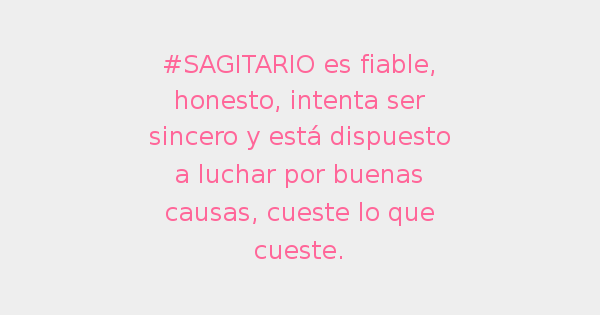 #SAGITARIO es fiable,
honesto, intenta ser
sincero y está dispuesto
a luchar por buenas
causas, cueste lo que
cueste.